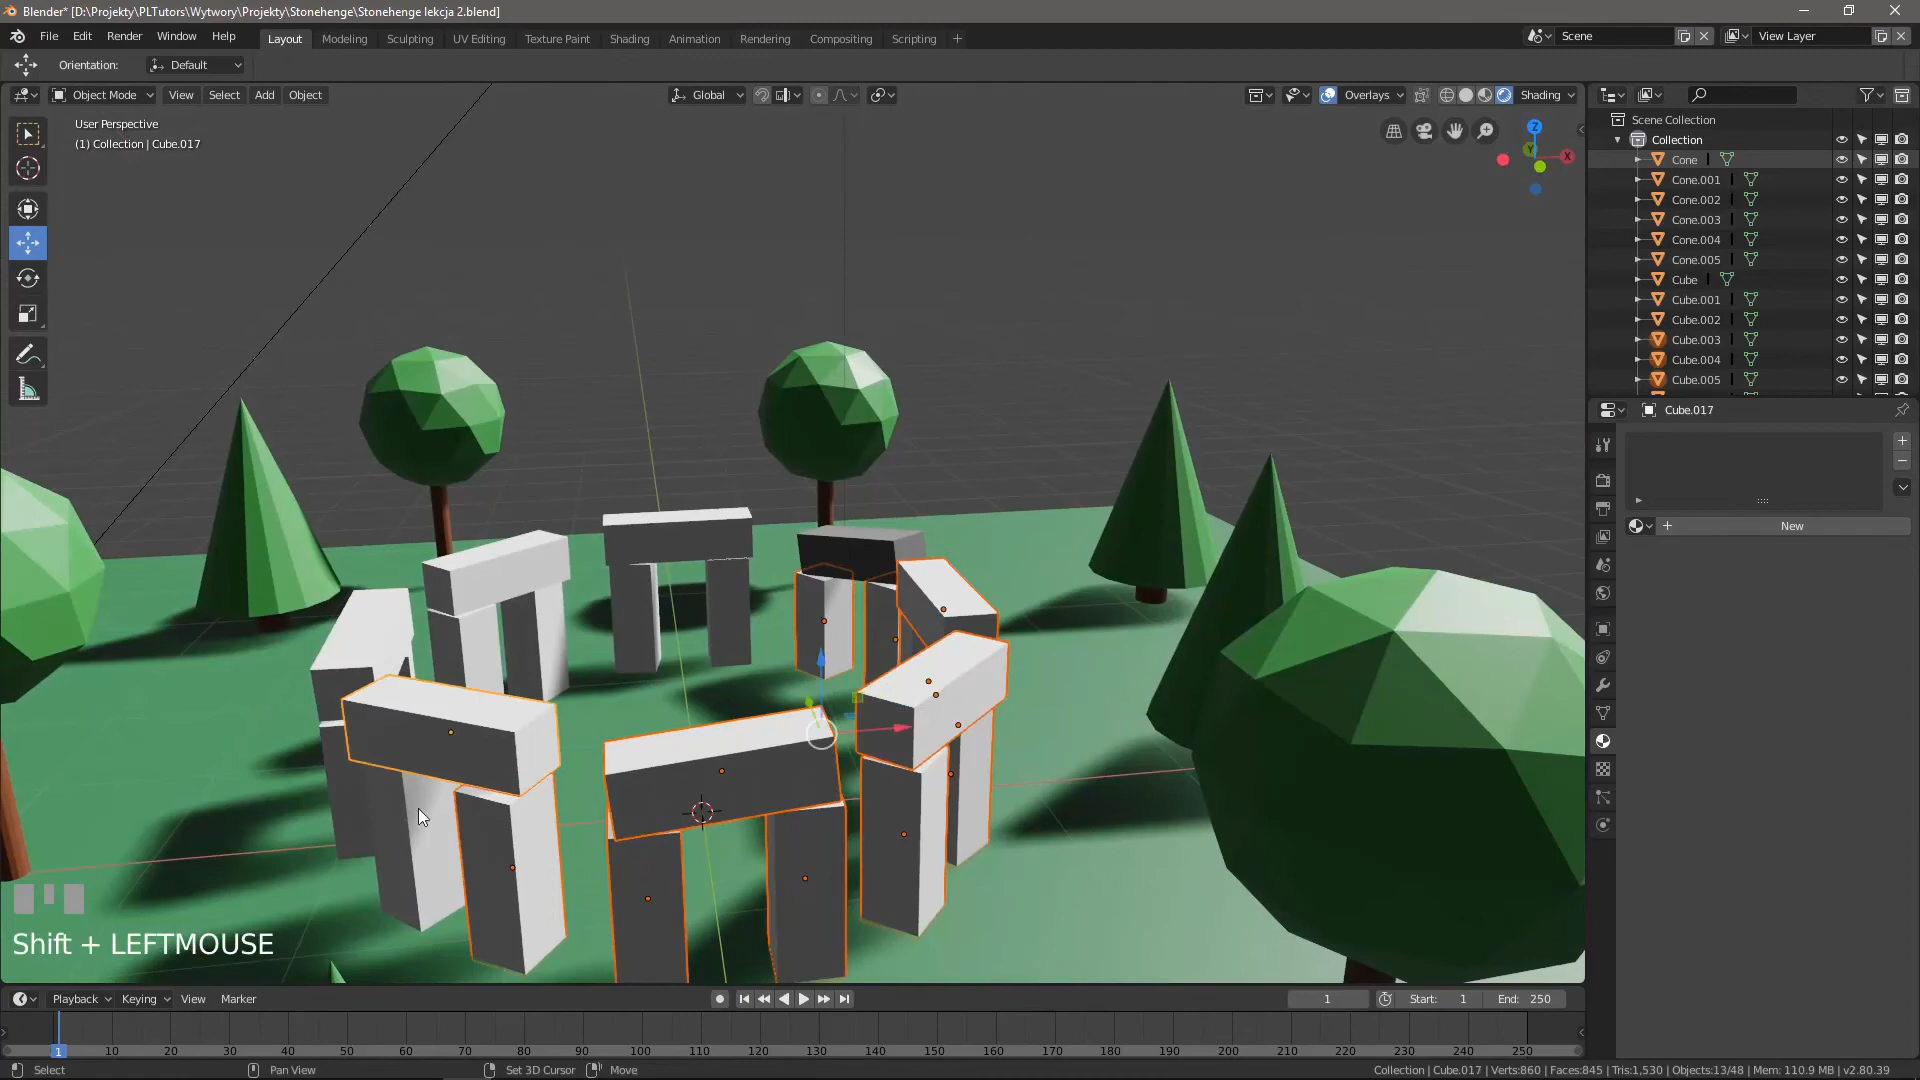 Blender* [D:\Projekty\PLTutors\Wytwory\Projekty\Stonehenge\Stonehenge lekcja 2.blend]
File Edit Render Window Help Layout Modeling Sculpting UV Editing Texture Paint Shading Animation Rendering Compositing Scripting + Scene View Layer
Orientation: Default
Object Mode View Select Add Object Global Overlays Shading
User Perspective
(1) Collection | Cube.017
Scene Collection
Collection
Cone
Cone.001
Cone.002
Cone.003
Cone.004
Cone.005
Cube
Cube.001
Cube.002
Cube.003
Cube.004
Cube.005
Cube.017
New
Z
Y
X
Shift + LEFTMOUSE
Playback Keying View Marker 1 Start: 1 End: 250
1 10 20 30 40 50 60 70 80 90 100 110 120 130 140 150 160 170 180 190 200 210 220 230 240 250
Select Pan View Set 3D Cursor Move Collection | Cube.017 | Verts:860 | Faces:845 | Tris:1,530 | Objects:13/48 | Mem: 110.9 MB | v2.80.39